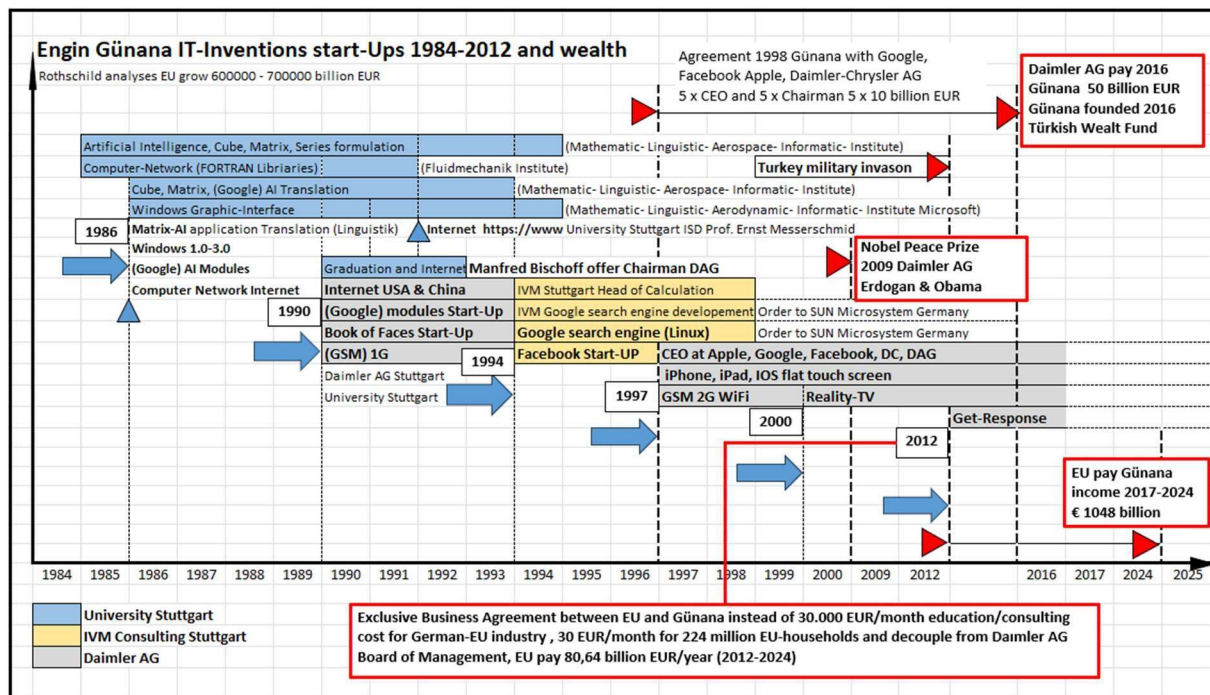 Engin Günana IT-Inventions start-Ups 1984-2012 and wealth
Rothschild analyses EU grow 600000 - 700000 billion EUR
Agreement 1998 Günana with Google,
Facebook Apple, Daimler-Chrysler AG
5 x CEO and 5 x Chairman 5 x 10 billion EUR
Daimler AG pay 2016
Günana 50 Billion EUR
Günana founded 2016
Türkish Wealt Fund
Artificial Intelligence, Cube, Matrix, Series formulation (Mathematic- Linguistic- Aerospace- Informatic- Institute)
Computer-Network (FORTRAN Libriaries) (Fluidmechanik Institute) Turkey military invason
Cube, Matrix, (Google) AI Translation (Mathematic- Linguistic- Aerospace- Informatic- Institute)
Windows Graphic-Interface (Mathematic- Linguistic- Aerodynamic- Informatic- Institute Microsoft)
1986 Matrix-AI application Translation (Linguistik) Internet https://www University Stuttgart ISD Prof. Ernst Messerschmid
Windows 1.0-3.0
(Google) AI Modules
Computer Network Internet
Nobel Peace Prize
2009 Daimler AG
Erdogan & Obama
Graduation and Internet Manfred Bischoff offer Chairman DAG
Internet USA & China IVM Stuttgart Head of Calculation
1990 (Google) modules Start-Up IVM Google search engine developement Order to SUN Microsystem Germany
Book of Faces Start-Up Google search engine (Linux) Order to SUN Microsystem Germany
(GSM) 1G 1994 Facebook Start-UP CEO at Apple, Google, Facebook, DC, DAG
Daimler AG Stuttgart iPhone, iPad, IOS flat touch screen
University Stuttgart 1997 GSM 2G WiFi Reality-TV
2000 Get-Response
2012
EU pay Günana
income 2017-2024
€ 1048 billion
1984 1985 1986 1987 1988 1989 1990 1991 1992 1993 1994 1995 1996 1997 1998 1999 2000 2009 2012 2016 2017 2024 2025
University Stuttgart
IVM Consulting Stuttgart
Daimler AG
Exclusive Business Agreement between EU and Günana instead of 30.000 EUR/month education/consulting
cost for German-EU industry , 30 EUR/month for 224 million EU-households and decouple from Daimler AG
Board of Management, EU pay 80,64 billion EUR/year (2012-2024)